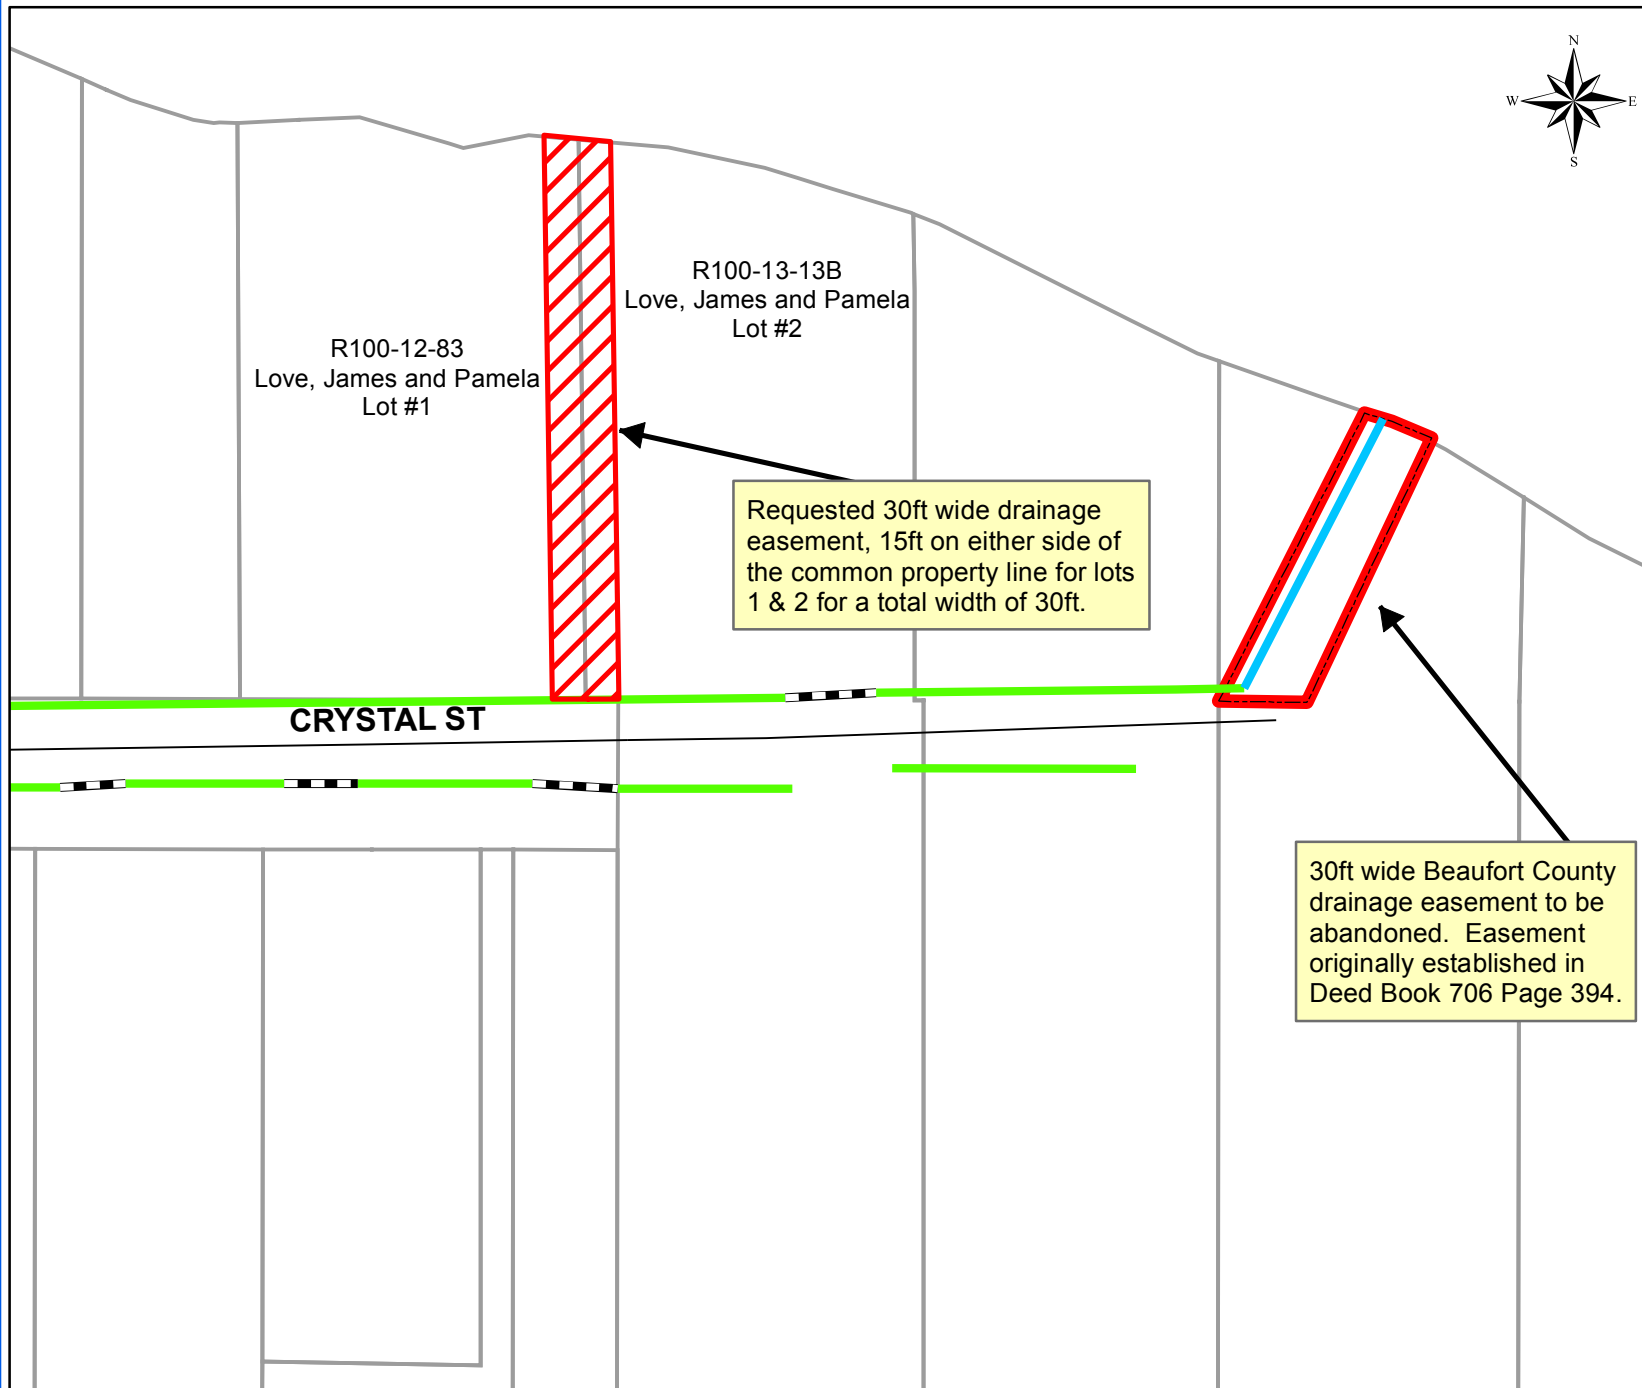 N
W
E
S
R100-13-13B
Love, James and Pamela
Lot #2
R100-12-83
Love, James and Pamela
Lot #1
Requested 30ft wide drainage
easement, 15ft on either side of
the common property line for lots
1 & 2 for a total width of 30ft.
CRYSTAL ST
30ft wide Beaufort County
drainage easement to be
abandoned.  Easement
originally established in
Deed Book 706 Page 394.